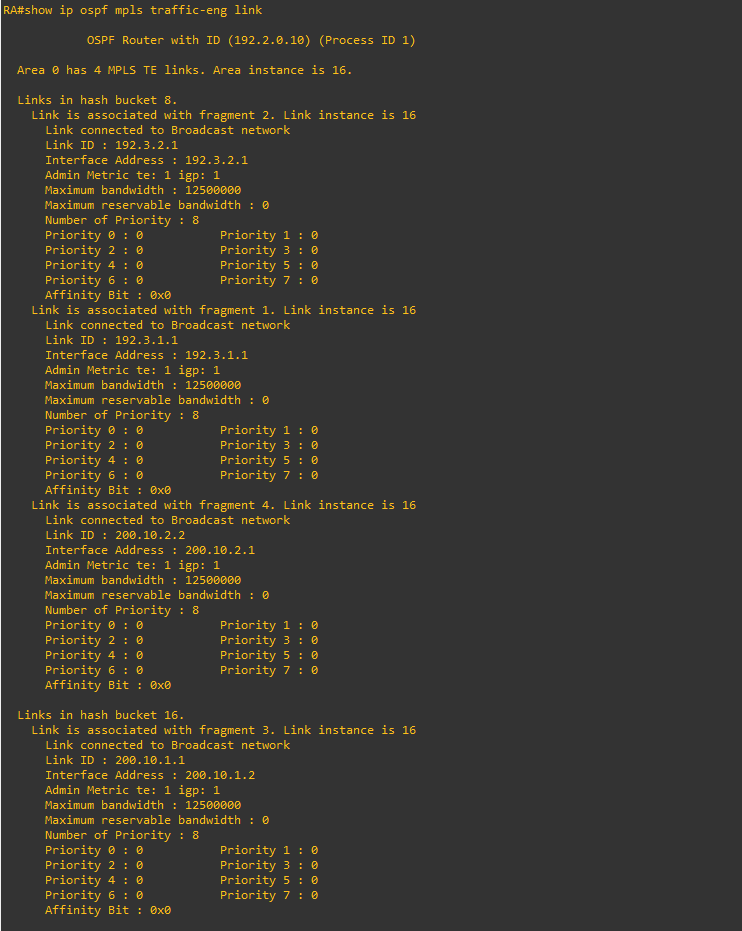 RA#show ip ospf mpls traffic-eng link
OSPF Router with ID (192.2.0.10) (Process ID 1)
Area 0 has 4 MPLS TE links. Area instance is 16.
Links in hash bucket 8.
Link is associated with fragment 2. Link instance is 16
Link connected to Broadcast network
Link ID : 192.3.2.1
Interface Address : 192.3.2.1
Admin Metric te: 1 igp: 1
Maximum bandwidth : 12500000
Maximum reservable bandwidth : 0
Number of Priority : 8
Priority 0 : 0 Priority 1 : 0
Priority 2 : 0 Priority 3 : 0
Priority 4 : 0 Priority 5 : 0
Priority 6 : 0 Priority 7 : 0
Affinity Bit : 0x0
Link is associated with fragment 1. Link instance is 16
Link connected to Broadcast network
Link ID : 192.3.1.1
Interface Address : 192.3.1.1
Admin Metric te: 1 igp: 1
Maximum bandwidth : 12500000
Maximum reservable bandwidth : 0
Number of Priority : 8
Priority 0 : 0 Priority 1 : 0
Priority 2 : 0 Priority 3 : 0
Priority 4 : 0 Priority 5 : 0
Priority 6 : 0 Priority 7 : 0
Affinity Bit : 0x0
Link is associated with fragment 4. Link instance is 16
Link connected to Broadcast network
Link ID : 200.10.2.2
Interface Address : 200.10.2.1
Admin Metric te: 1 igp: 1
Maximum bandwidth : 12500000
Maximum reservable bandwidth : 0
Number of Priority : 8
Priority 0 : 0 Priority 1 : 0
Priority 2 : 0 Priority 3 : 0
Priority 4 : 0 Priority 5 : 0
Priority 6 : 0 Priority 7 : 0
Affinity Bit : 0x0
Links in hash bucket 16.
Link is associated with fragment 3. Link instance is 16
Link connected to Broadcast network
Link ID : 200.10.1.1
Interface Address : 200.10.1.2
Admin Metric te: 1 igp: 1
Maximum bandwidth : 12500000
Maximum reservable bandwidth : 0
Number of Priority : 8
Priority 0 : 0 Priority 1 : 0
Priority 2 : 0 Priority 3 : 0
Priority 4 : 0 Priority 5 : 0
Priority 6 : 0 Priority 7 : 0
Affinity Bit : 0x0